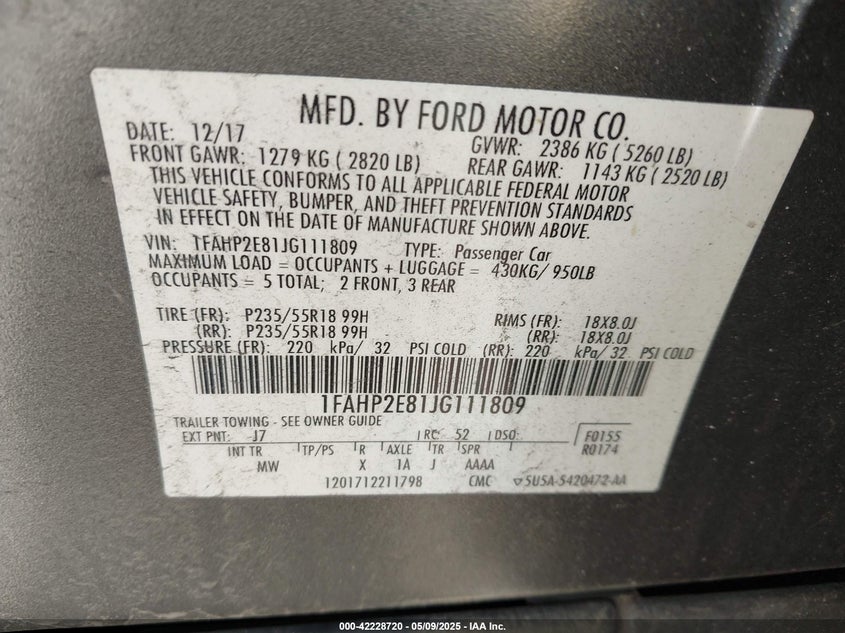 MFD. BY FORD MOTOR CO.
DATE: 12/17 GVWR: 2386 KG ( 5260 LB)
FRONT GAWR: 1279 KG ( 2820 LB) REAR GAWR: 1143 KG ( 2520 LB)
THIS VEHICLE CONFORMS TO ALL APPLICABLE FEDERAL MOTOR
VEHICLE SAFETY, BUMPER, AND THEFT PREVENTION STANDARDS
IN EFFECT ON THE DATE OF MANUFACTURE SHOWN ABOVE.
VIN: 1FAHP2E81JG111809 TYPE: Passenger Car
MAXIMUM LOAD = OCCUPANTS + LUGGAGE = 430KG/ 950LB
OCCUPANTS = 5 TOTAL; 2 FRONT, 3 REAR
TIRE (FR): P235/55R18 99H RIMS (FR): 18X8.0J
(RR): P235/55R18 99H (RR): 18X8.0J
PRESSURE (FR): 220 kPa/ 32 PSI COLD (RR): 220 kPa/ 32 PSI COLD
1FAHP2E81JG111809
TRAILER TOWING - SEE OWNER GUIDE
EXT PNT: J7 RC: 52 DSO: F0155
INT TR TP/PS R AXLE TR SPR R0174
MW X 1A J AAAA
1201712211798 CMC ▽5U5A-5420472-AA
000-42228720 - 05/09/2025 - IAA Inc.